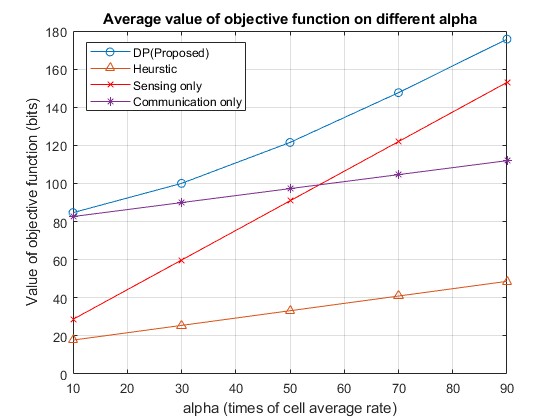 Average value of objective function on different alpha
180
160
140
120
100
80
60
40
20
0
Value of objective function (bits)
DP(Proposed)
Heurstic
Sensing only
Communication only
10
20
30
40
50
60
70
80
90
alpha (times of cell average rate)